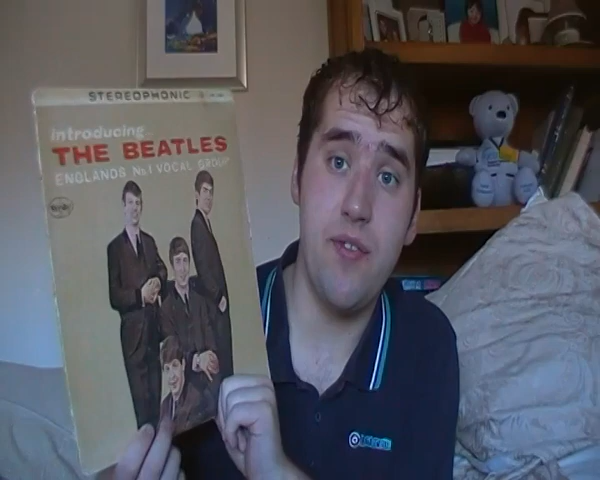 STEREOPHONIC
introducing...
THE BEATLES
ENGLANDS No.1 VOCAL GROUP